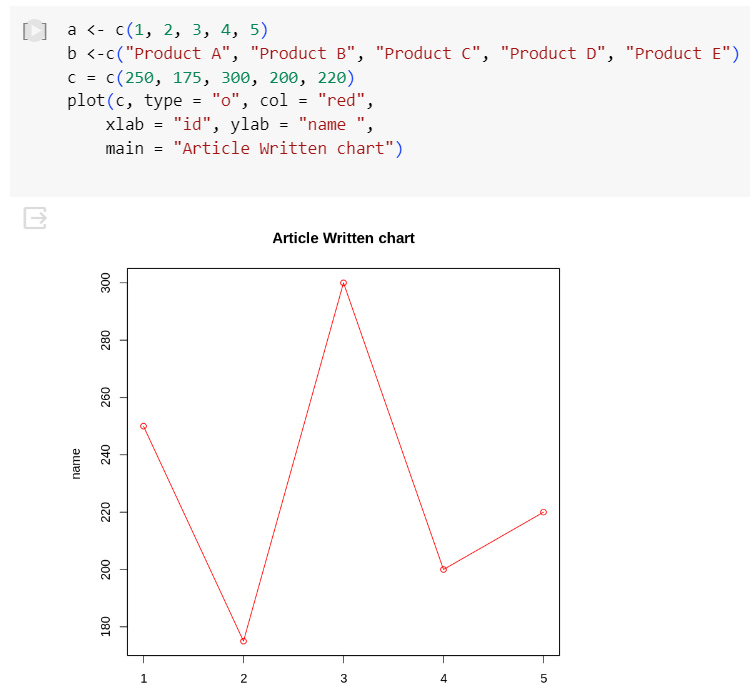 [ ] a <- c(1, 2, 3, 4, 5)
b <-c("Product A", "Product B", "Product C", "Product D", "Product E")
c = c(250, 175, 300, 200, 220)
plot(c, type = "o", col = "red",
xlab = "id", ylab = "name ",
main = "Article Written chart")
Article Written chart
300
280
260
240
220
200
180
name
1 2 3 4 5